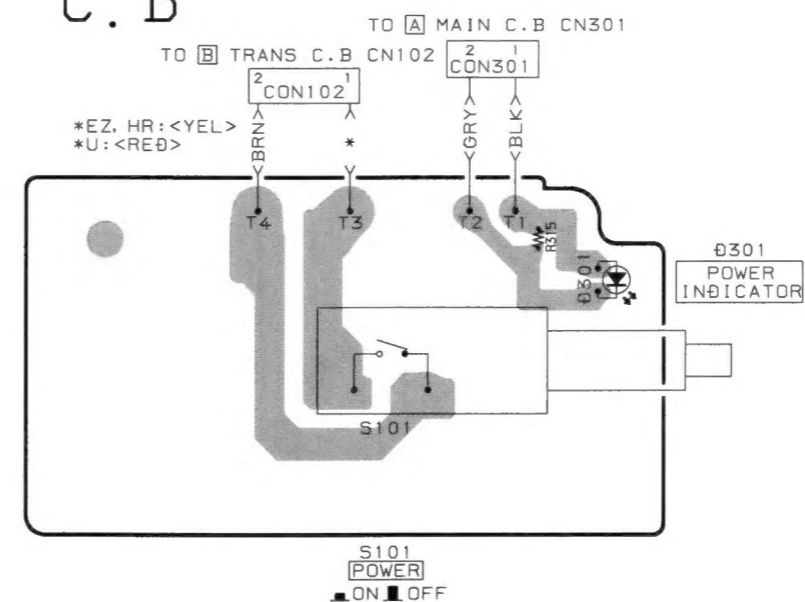 C.B
TO A MAIN C.B CN301
2 1
CON301
TO B TRANS C.B CN102
2 1
CON102
*EZ, HR:<YEL>
*U:<RED>
<BRN>
*
<GRY>
<BLK>
T4
T3
T2
T1
R315
D301
D301
POWER
INDICATOR
S101
S101
POWER
ON OFF